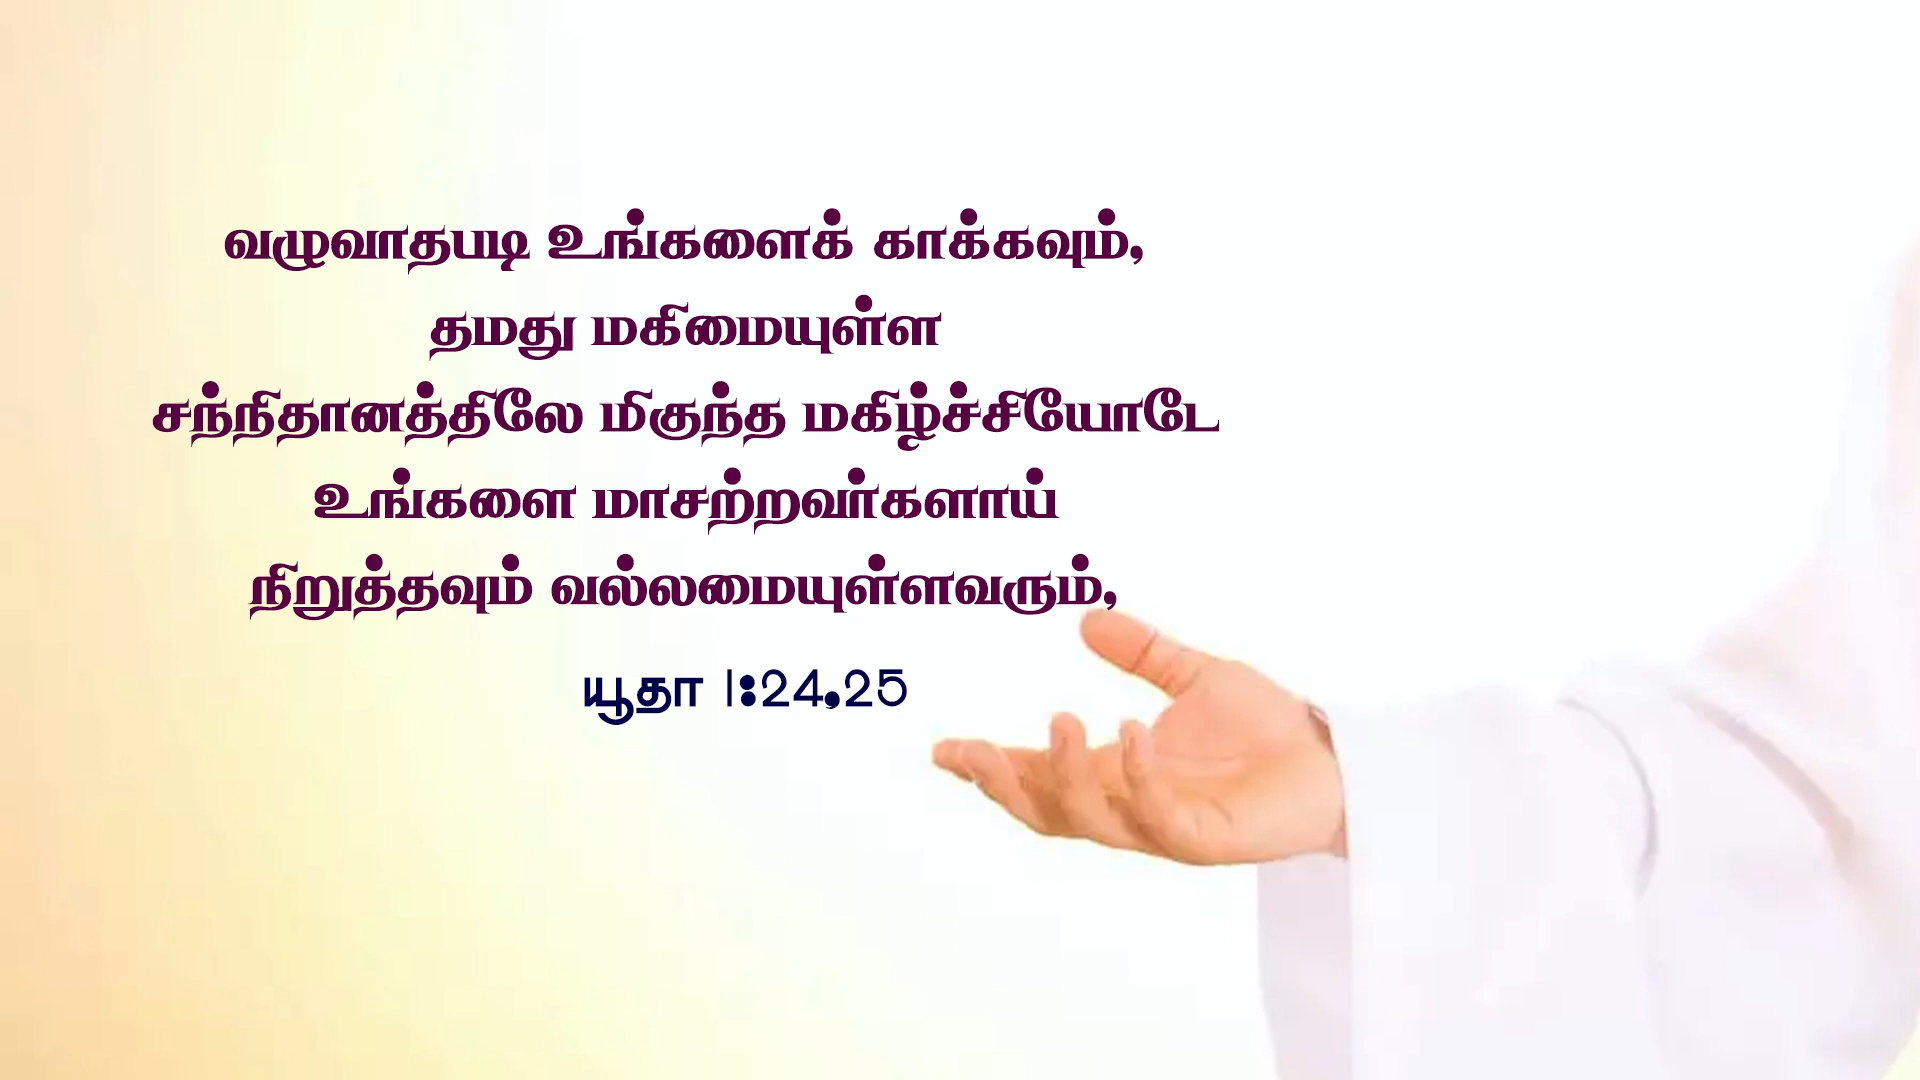 வழுவாதபடி உங்களைக் காக்கவும்,
தமது மகிமையுள்ள
சந்நிதானத்திலே மிகுந்த மகிழ்ச்சியோடே
உங்களை மாசற்றவர்களாய்
நிறுத்தவும் வல்லமையுள்ளவரும்,
யூதா 1:24,25